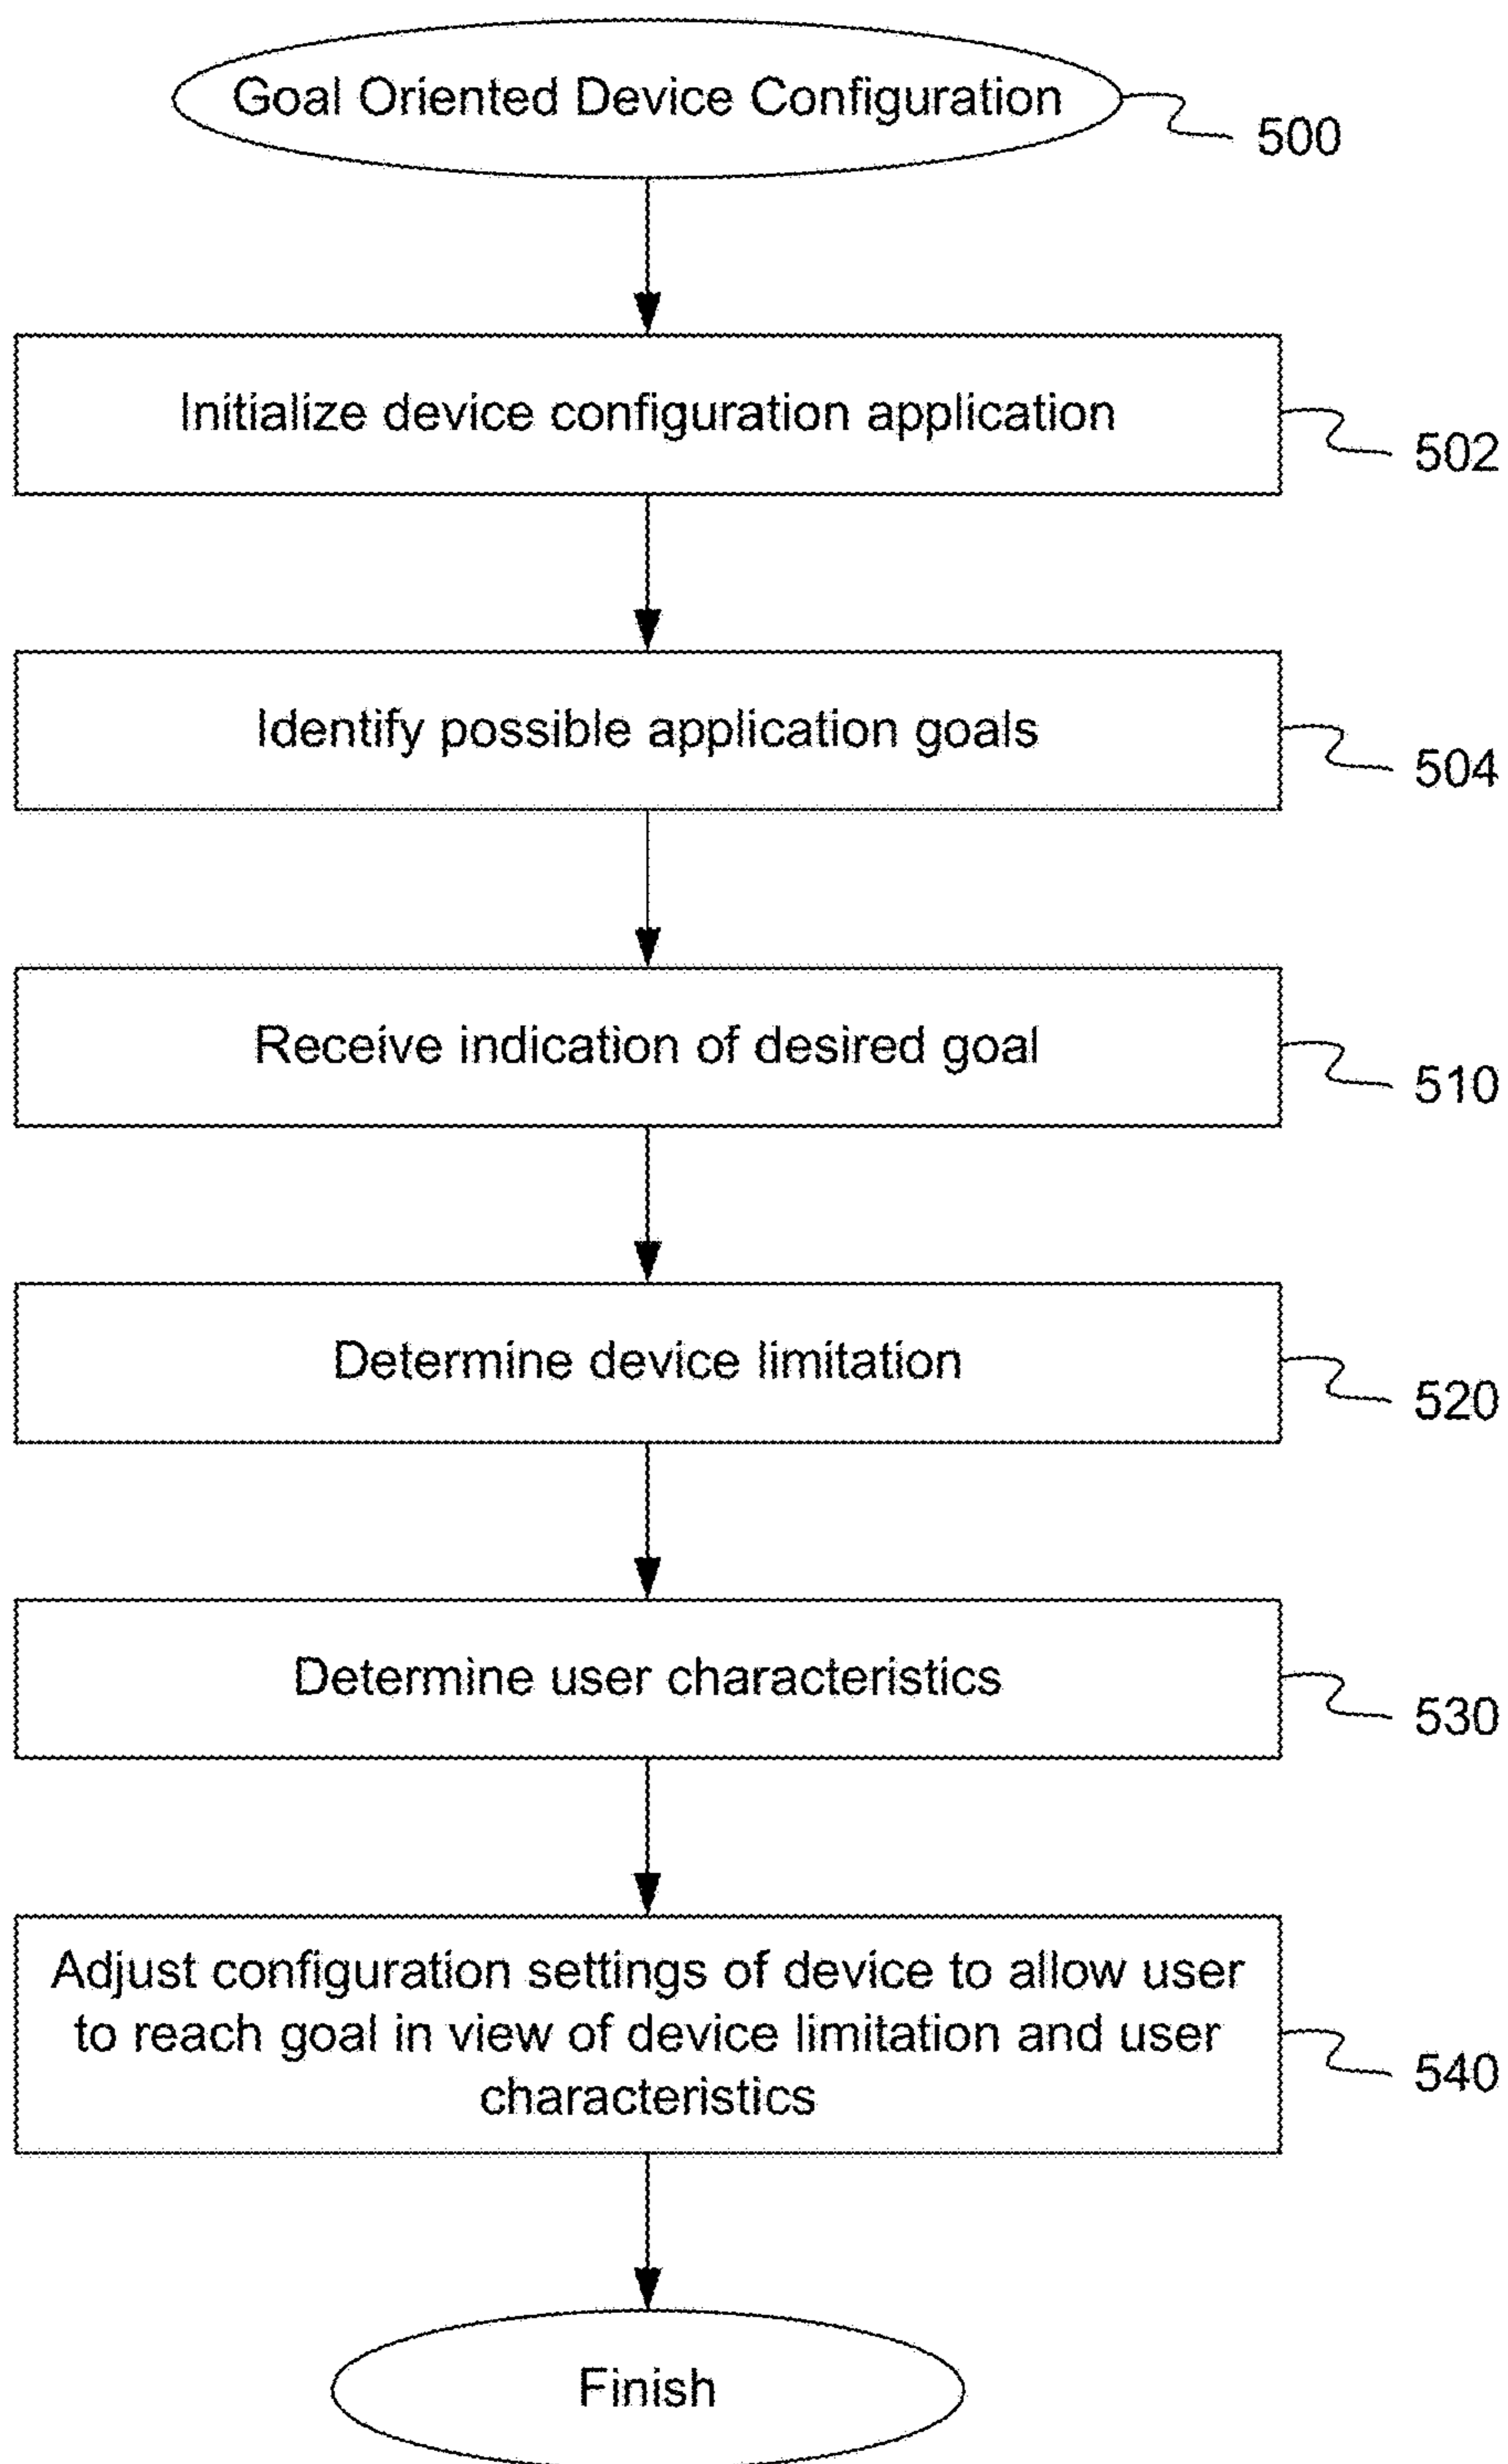 Goal Oriented Device Configuration
500
Initialize device configuration application
502
Identify possible application goals
504
Receive indication of desired goal
510
Determine device limitation
520
Determine user characteristics
530
Adjust configuration settings of device to allow user
to reach goal in view of device limitation and user
characteristics
540
Finish